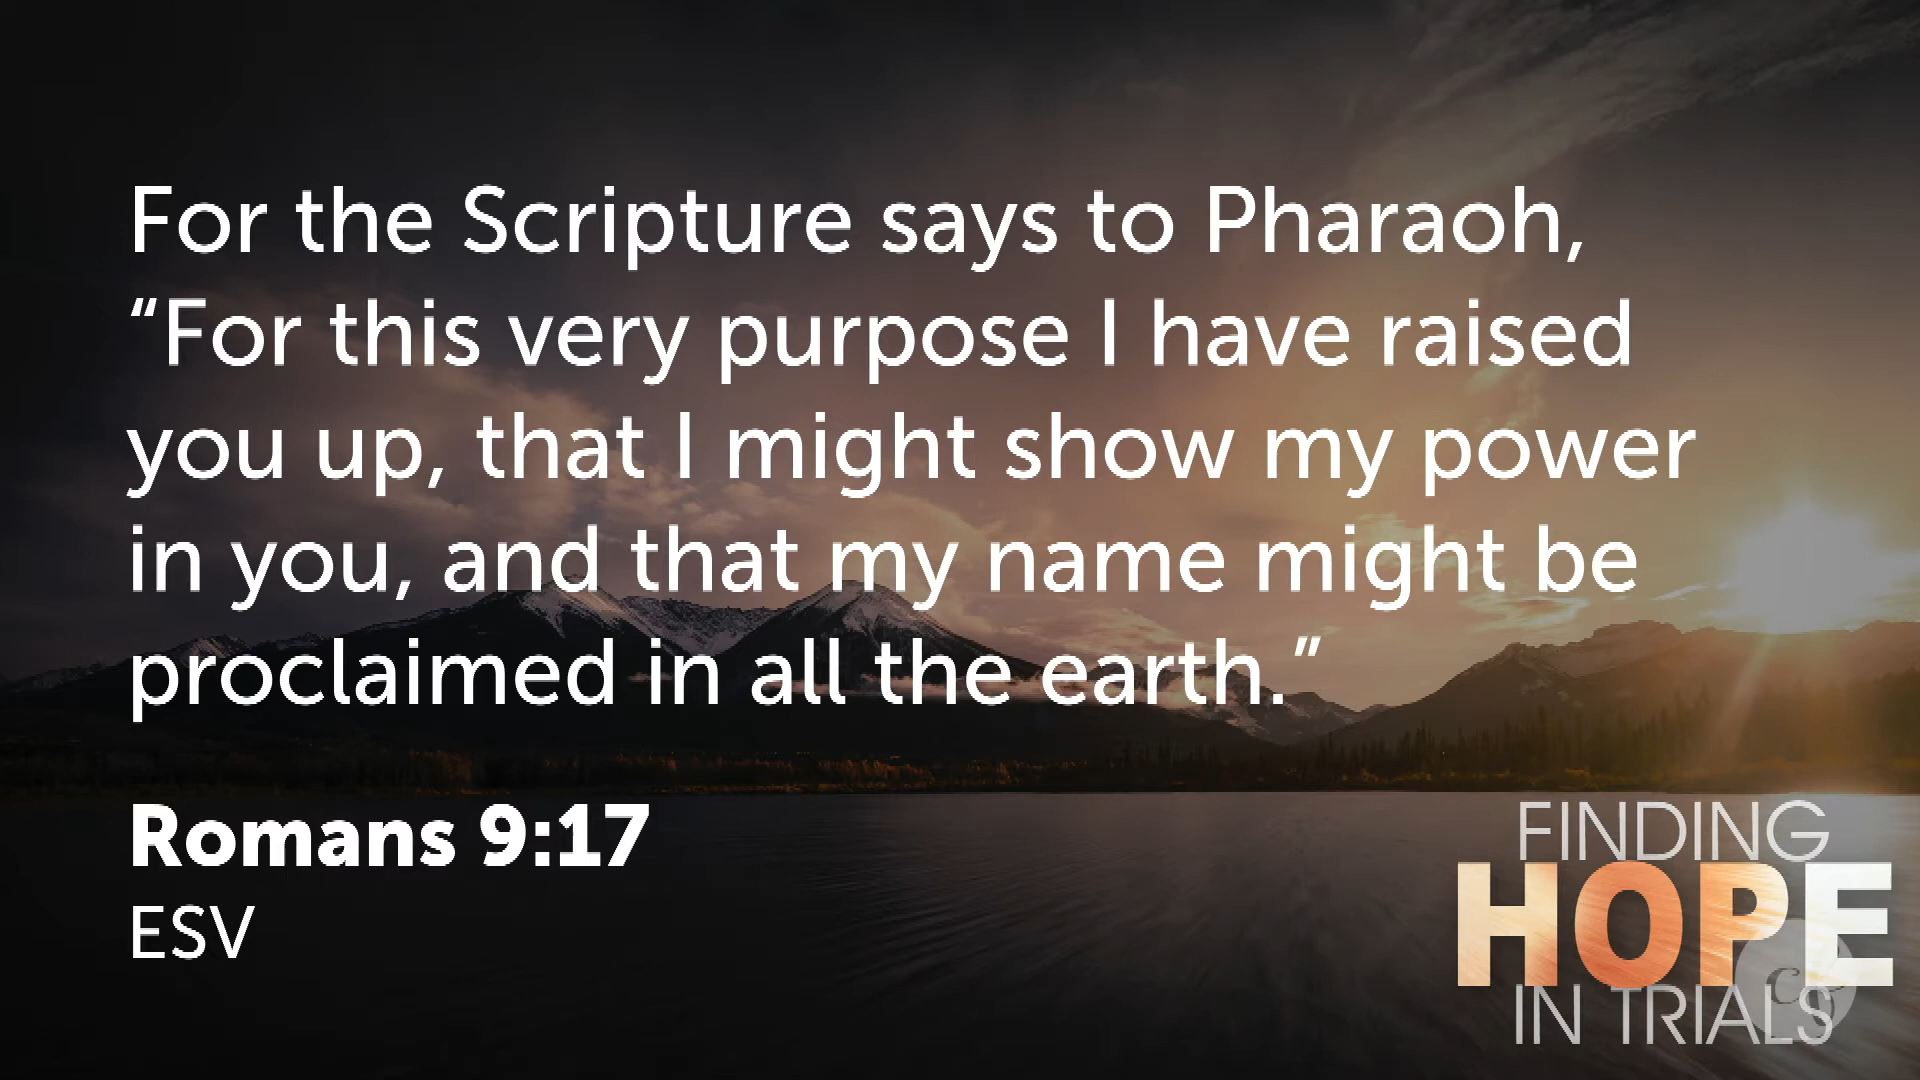 For the Scripture says to Pharaoh,
“For this very purpose I have raised
you up, that I might show my power
in you, and that my name might be
proclaimed in all the earth.”
Romans 9:17
ESV
FINDING
HOPE
IN TRIALS